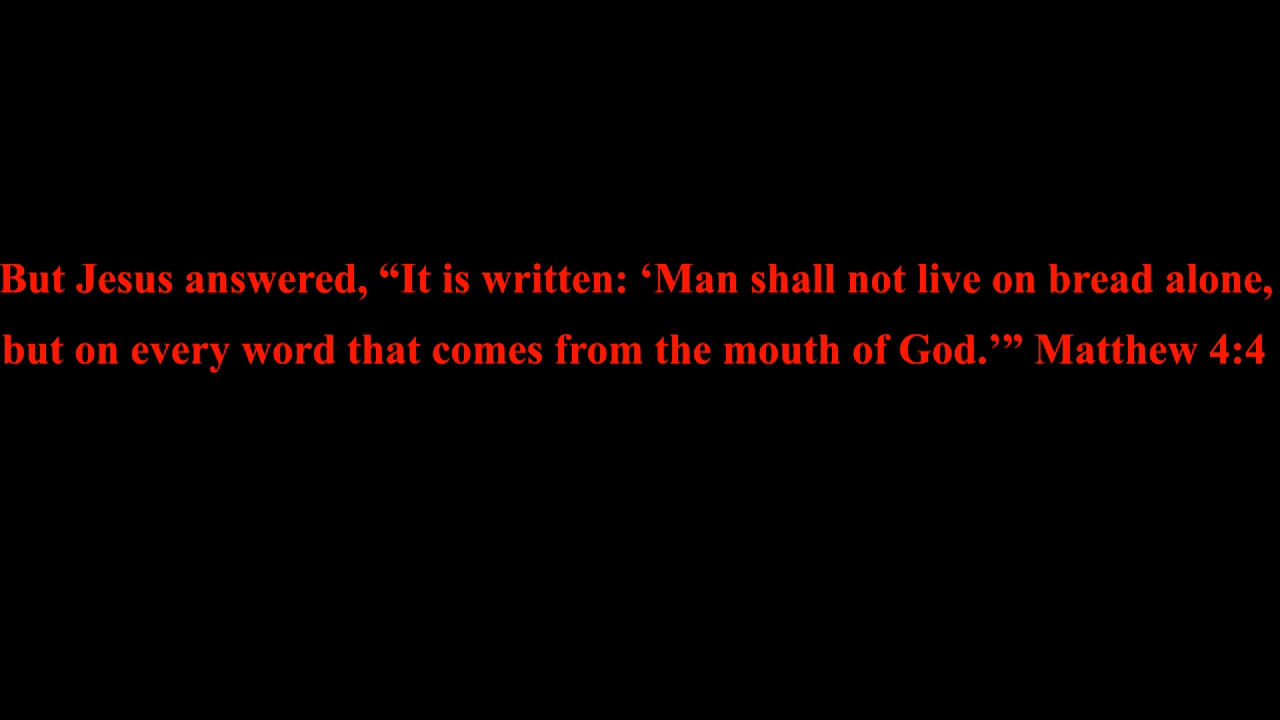 But Jesus answered, “It is written: ‘Man shall not live on bread alone,
but on every word that comes from the mouth of God.’” Matthew 4:4